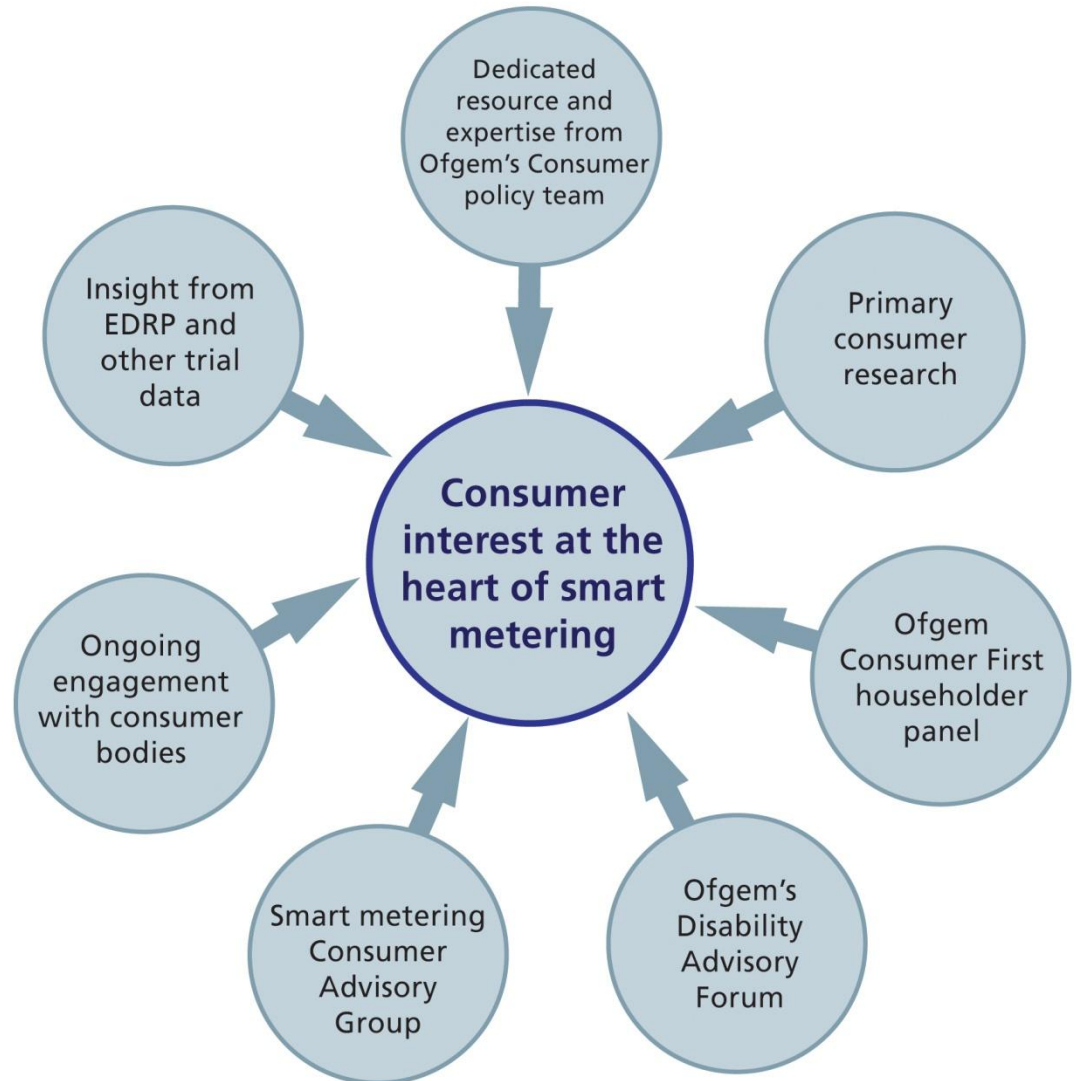 Dedicated
resource and
expertise from
Ofgem's Consumer
policy team
Primary
consumer
research
Ofgem
Consumer First
householder
panel
Ofgem's
Disability
Advisory
Forum
Smart metering
Consumer
Advisory
Group
Ongoing
engagement
with consumer
bodies
Insight from
EDRP and
other trial
data
Consumer
interest at the
heart of smart
metering